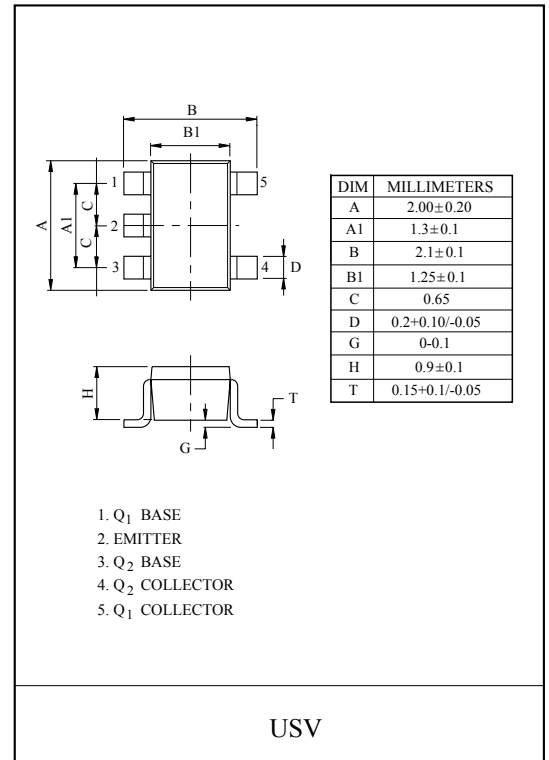 B
B1
1
5
C
A1
A
2
C
3
4
D
DIM MILLIMETERS
A 2.00±0.20
A1 1.3±0.1
B 2.1±0.1
B1 1.25±0.1
C 0.65
D 0.2+0.10/-0.05
G 0-0.1
H 0.9±0.1
T 0.15+0.1/-0.05
H
T
G
1. Q1 BASE
2. EMITTER
3. Q2 BASE
4. Q2 COLLECTOR
5. Q1 COLLECTOR
USV